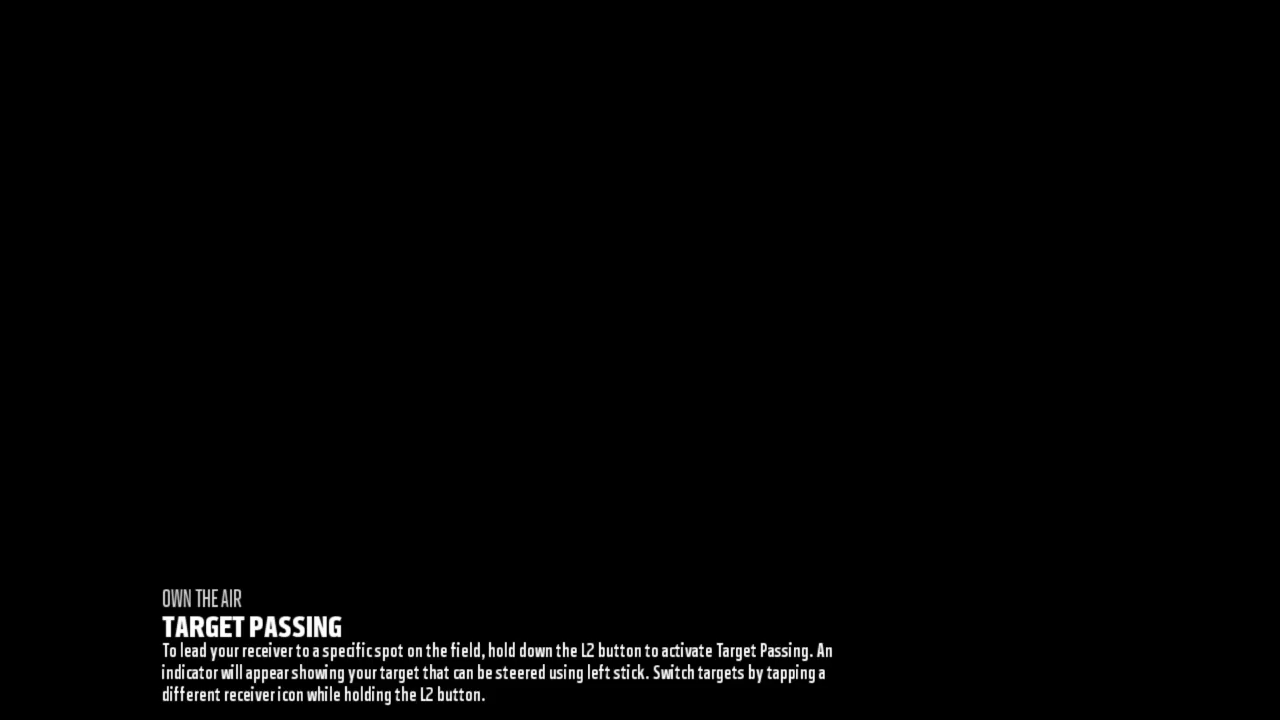 OWN THE AIR
TARGET PASSING
To lead your receiver to a specific spot on the field, hold down the L2 button to activate Target Passing. An
indicator will appear showing your target that can be steered using left stick. Switch targets by tapping a
different receiver icon while holding the L2 button.